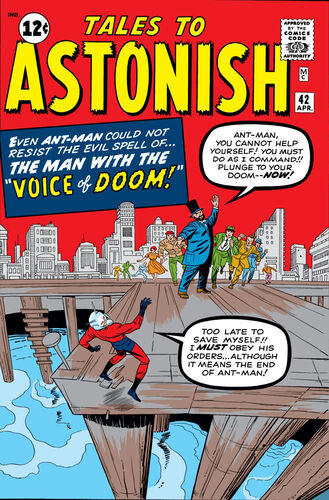 IND.
12¢
TALES TO
ASTONISH
APPROVED
BY THE
COMICS
CODE
AUTHORITY
M
C
42
APR.
EVEN ANT-MAN COULD NOT
RESIST THE EVIL SPELL OF...
THE MAN WITH THE
"VOICE of DOOM!"
ANT-MAN,
YOU CANNOT HELP
YOURSELF! YOU MUST
DO AS I COMMAND!!
PLUNGE TO YOUR
DOOM--NOW!
TOO LATE TO
SAVE MYSELF!!
I MUST OBEY HIS
ORDERS...ALTHOUGH
IT MEANS THE END
OF ANT-MAN!